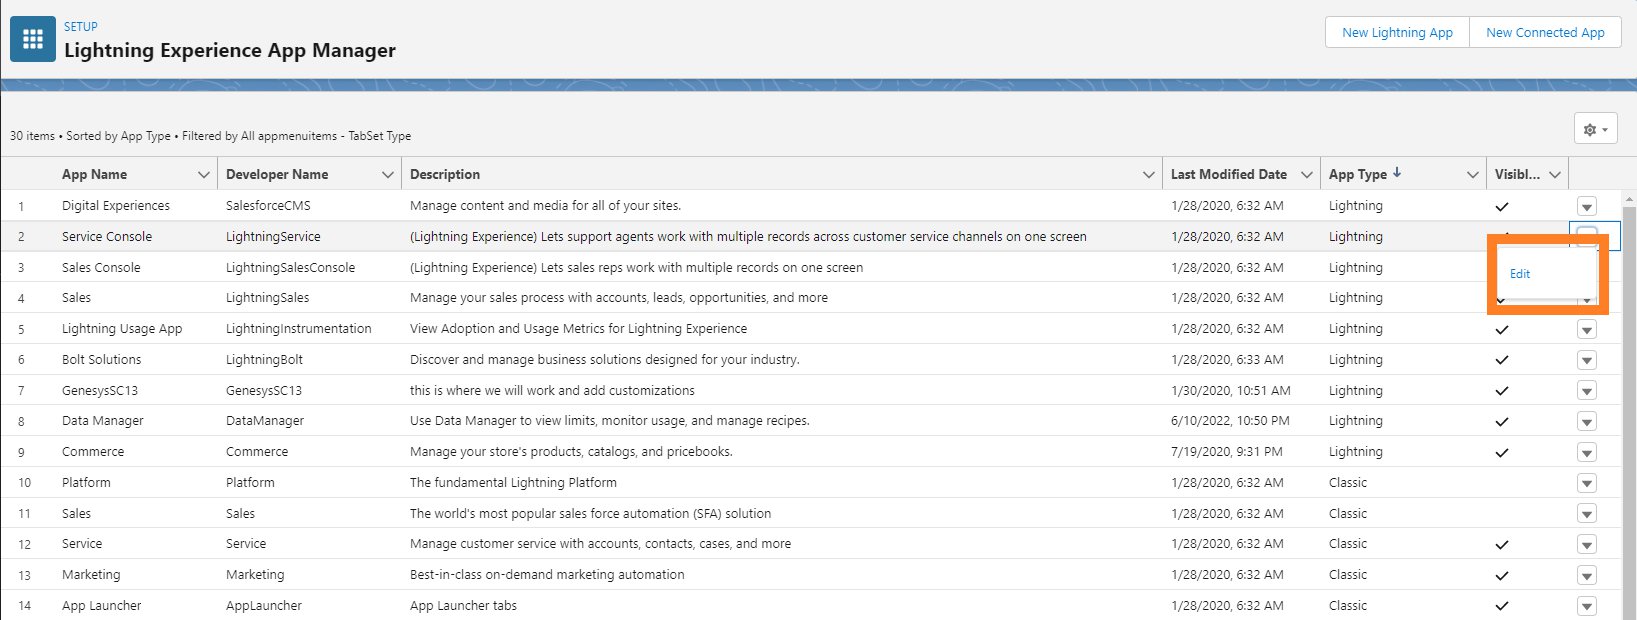 SETUP
Lightning Experience App Manager
New Lightning App New Connected App
30 items • Sorted by App Type • Filtered by All appmenuitems - TabSet Type
App Name Developer Name Description Last Modified Date App Type Visibl...
1 Digital Experiences SalesforceCMS Manage content and media for all of your sites. 1/28/2020, 6:32 AM Lightning
2 Service Console LightningService (Lightning Experience) Lets support agents work with multiple records across customer service channels on one screen 1/28/2020, 6:32 AM Lightning
3 Sales Console LightningSalesConsole (Lightning Experience) Lets sales reps work with multiple records on one screen 1/28/2020, 6:32 AM Lightning
Edit
4 Sales LightningSales Manage your sales process with accounts, leads, opportunities, and more 1/28/2020, 6:32 AM Lightning
5 Lightning Usage App LightningInstrumentation View Adoption and Usage Metrics for Lightning Experience 1/28/2020, 6:32 AM Lightning
6 Bolt Solutions LightningBolt Discover and manage business solutions designed for your industry. 1/28/2020, 6:33 AM Lightning
7 GenesysSC13 GenesysSC13 this is where we will work and add customizations 1/30/2020, 10:51 AM Lightning
8 Data Manager DataManager Use Data Manager to view limits, monitor usage, and manage recipes. 6/10/2022, 10:50 PM Lightning
9 Commerce Commerce Manage your store's products, catalogs, and pricebooks. 7/19/2020, 9:31 PM Lightning
10 Platform Platform The fundamental Lightning Platform 1/28/2020, 6:32 AM Classic
11 Sales Sales The world's most popular sales force automation (SFA) solution 1/28/2020, 6:32 AM Classic
12 Service Service Manage customer service with accounts, contacts, cases, and more 1/28/2020, 6:32 AM Classic
13 Marketing Marketing Best-in-class on-demand marketing automation 1/28/2020, 6:32 AM Classic
14 App Launcher AppLauncher App Launcher tabs 1/28/2020, 6:32 AM Classic